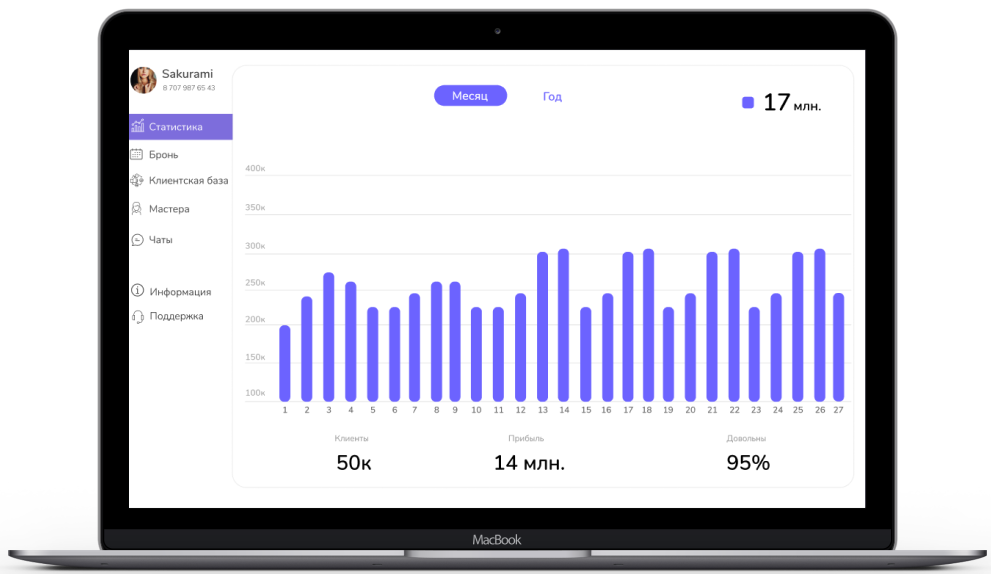 Sakurami
8 707 987 65 43
Статистика
Бронь
Клиентская база
Мастера
Чаты
Информация
Поддержка
Месяц
Год
17 млн.
400к
350к
300к
250к
200к
150к
100к
1 2 3 4 5 6 7 8 9 10 11 12 13 14 15 16 17 18 19 20 21 22 23 24 25 26 27
Клиенты
50к
Прибыль
14 млн.
Довольны
95%
MacBook